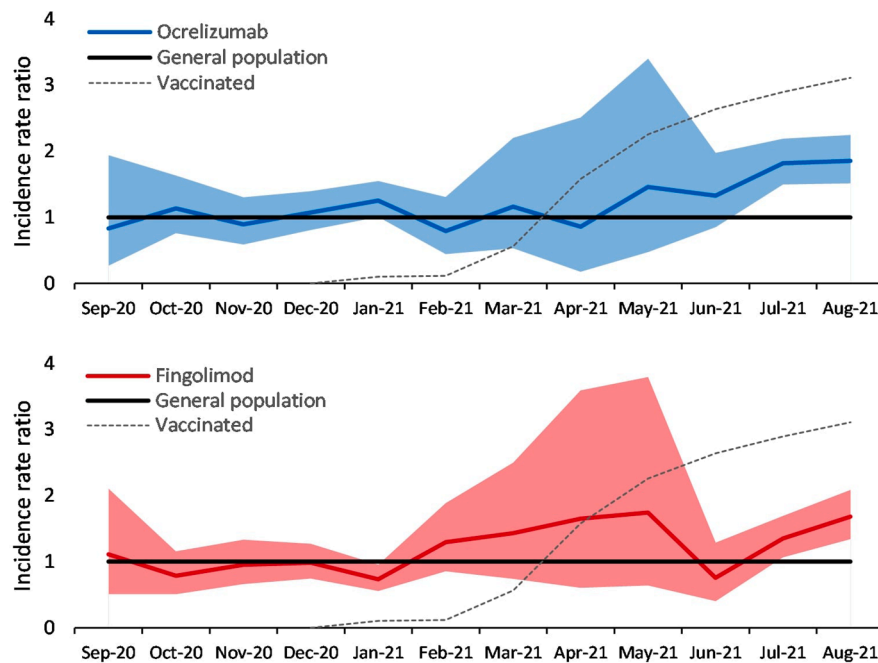 4
Ocrelizumab
General population
Vaccinated
3
2
1
0
Incidence rate ratio
Sep-20 Oct-20 Nov-20 Dec-20 Jan-21 Feb-21 Mar-21 Apr-21 May-21 Jun-21 Jul-21 Aug-21
4
Fingolimod
General population
Vaccinated
3
2
1
0
Incidence rate ratio
Sep-20 Oct-20 Nov-20 Dec-20 Jan-21 Feb-21 Mar-21 Apr-21 May-21 Jun-21 Jul-21 Aug-21